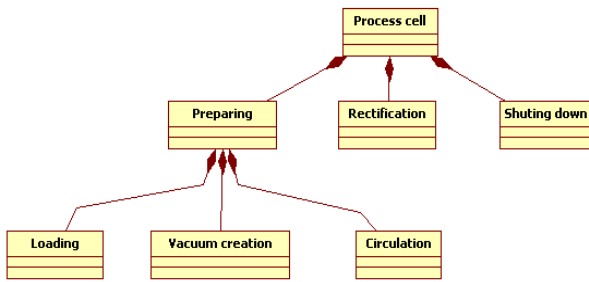 Process cell
Preparing
Rectification
Shuting down
Loading
Vacuum creation
Circulation